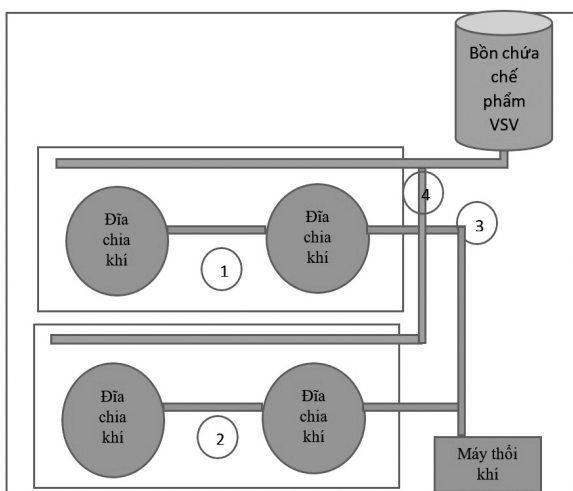 Bồn chứa
chế
phẩm
VSV
4
Đĩa
chia
khí
Đĩa
chia
khí
3
1
Đĩa
chia
khí
Đĩa
chia
khí
2
Máy thổi
khí